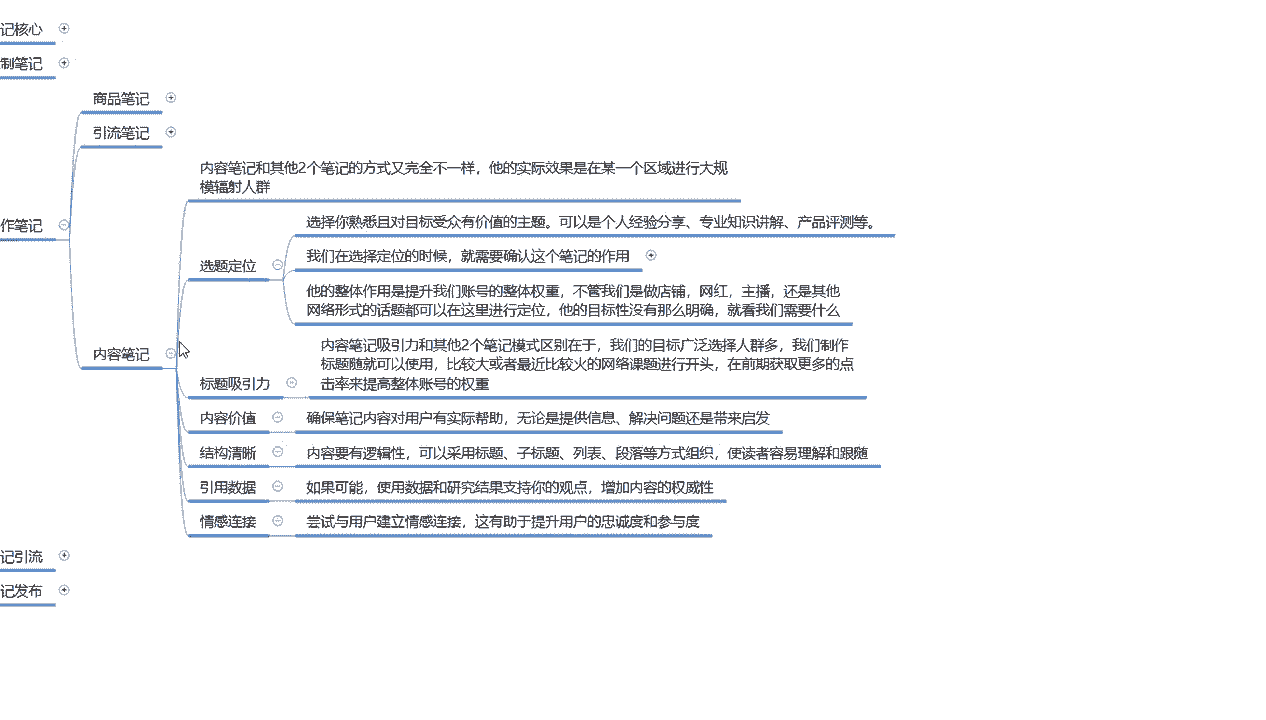 记核心
制笔记
商品笔记
引流笔记
内容笔记和其他2个笔记的方式又完全不一样，他的实际效果是在某一个区域进行大规
模辐射人群
作笔记
选题定位
选择你熟悉且对目标受众有价值的主题。可以是个人经验分享、专业知识讲解、产品评测等。
我们在选择定位的时候，就需要确认这个笔记的作用
他的整体作用是提升我们账号的整体权重，不管我们是做店铺，网红，主播，还是其他
网络形式的话题都可以在这里进行定位，他的目标性没有那么明确，就看我们需要什么
内容笔记
标题吸引力
内容笔记吸引力和其他2个笔记模式区别在于，我们的目标广泛选择人群多，我们制作
标题随就可以使用，比较大或者最近比较火的网络课题进行开头，在前期获取更多的点
击率来提高整体账号的权重
内容价值
确保笔记内容对用户有实际帮助，无论是提供信息、解决问题还是带来启发
结构清晰
内容要有逻辑性，可以采用标题、子标题、列表、段落等方式组织，使读者容易理解和跟随
引用数据
如果可能，使用数据和研究结果支持你的观点，增加内容的权威性
情感连接
尝试与用户建立情感连接，这有助于提升用户的忠诚度和参与度
记引流
记发布